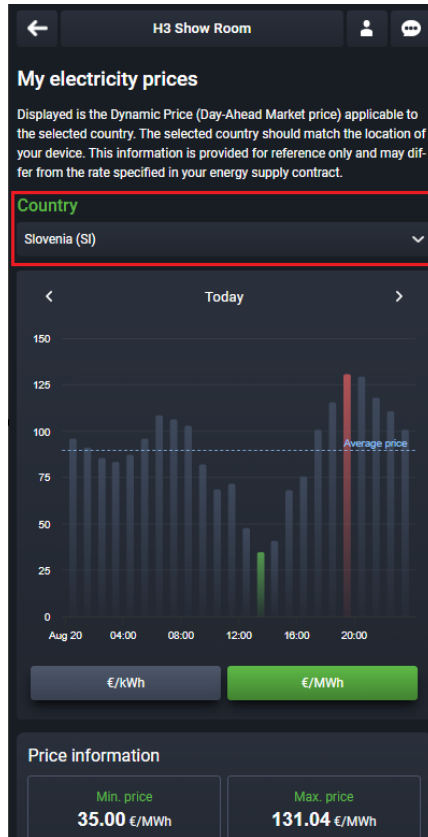 H3 Show Room
My electricity prices
Displayed is the Dynamic Price (Day-Ahead Market price) applicable to
the selected country. The selected country should match the location of
your device. This information is provided for reference only and may dif-
fer from the rate specified in your energy supply contract.
Country
Slovenia (SI)
Today
150
125
100
Average price
75
50
25
0
Aug 20 04:00 08:00 12:00 16:00 20:00
€/kWh €/MWh
Price information
Min. price Max. price
35.00 €/MWh 131.04 €/MWh